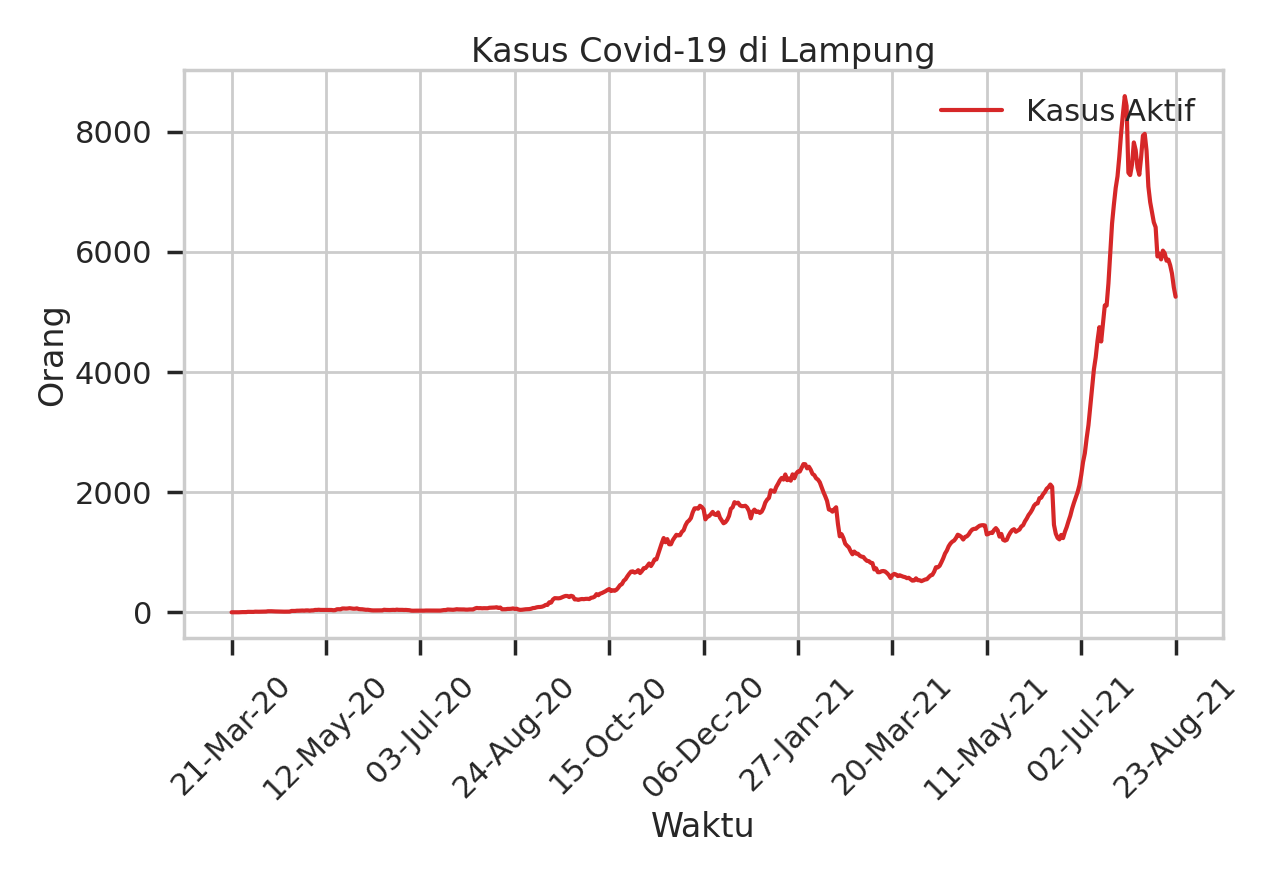 Kasus Covid-19 di Lampung
Kasus Aktif
Orang
8000
6000
4000
2000
0
21-Mar-20
12-May-20
03-Jul-20
24-Aug-20
15-Oct-20
06-Dec-20
27-Jan-21
20-Mar-21
11-May-21
02-Jul-21
23-Aug-21
Waktu